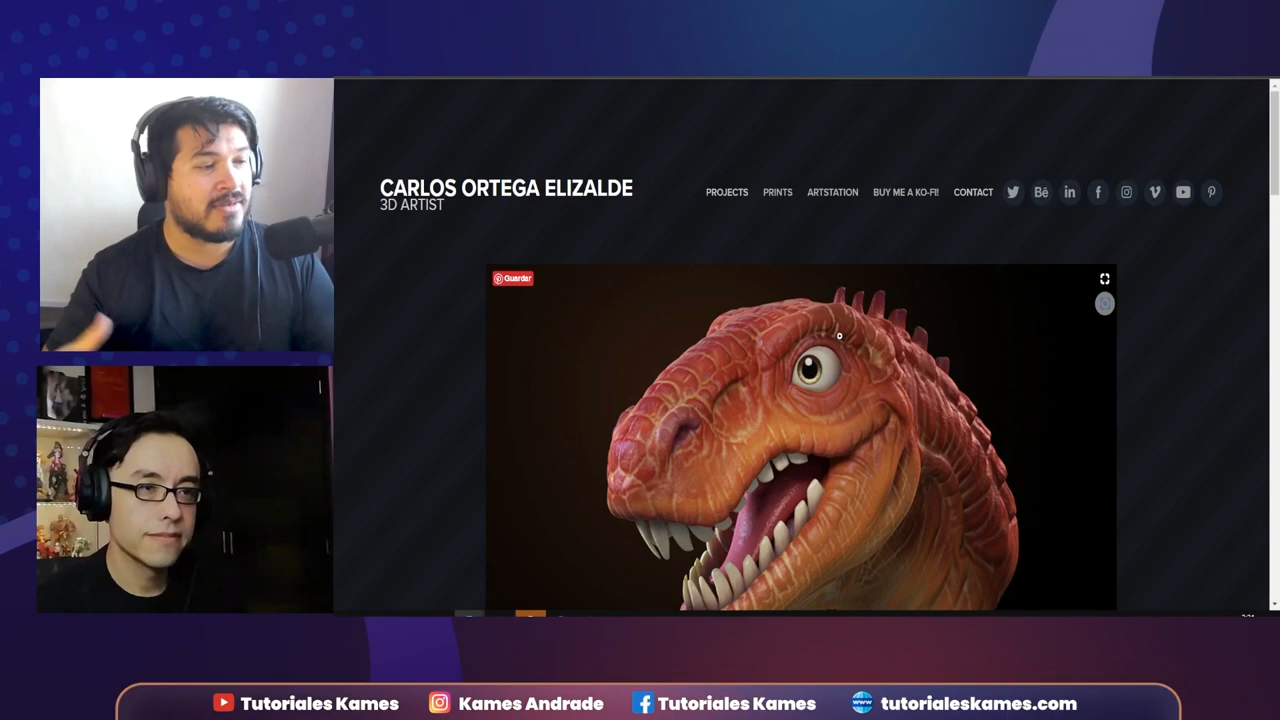 CARLOS ORTEGA ELIZALDE
3D ARTIST
PROJECTS PRINTS ARTSTATION BUY ME A KO-FI! CONTACT
Guardar
Tutoriales Kames Kames Andrade Tutoriales Kames tutorialeskames.com